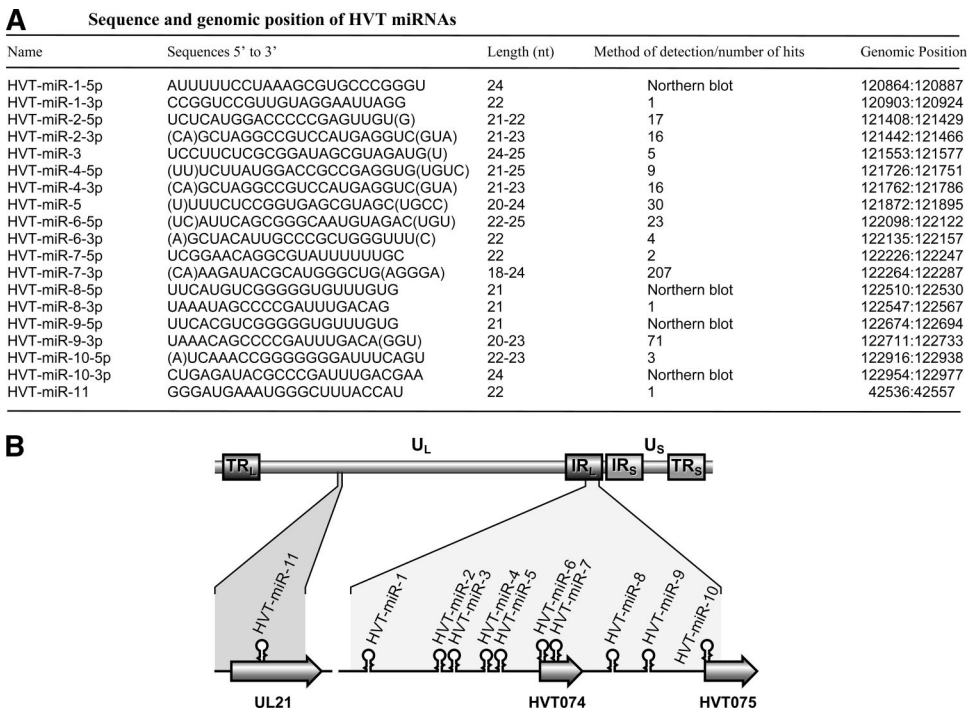 A
Sequence and genomic position of HVT miRNAs
Name Sequences 5' to 3' Length (nt) Method of detection/number of hits Genomic Position
HVT-miR-1-5p AUUUUUCCUAAAGCGUGCCCGGGU 24 Northern blot 120864:120887
HVT-miR-1-3p CCGGUCCGUUGUAGGAAUUAGG 22 1 120903:120924
HVT-miR-2-5p UCUCAUGGACCCCCGAGUUGU(G) 21-22 17 121408:121429
HVT-miR-2-3p (CA)GCUAGGCCGUCCAUGAGGUC(GUA) 21-23 16 121442:121466
HVT-miR-3 UCCUUCUCGCGGAUAGCGUAGAUG(U) 24-25 5 121553:121577
HVT-miR-4-5p (UU)UCUUAUGGACCGCCGAGGUG(UGUC) 21-25 9 121726:121751
HVT-miR-4-3p (CA)GCUAGGCCGUCCAUGAGGUC(GUA) 21-23 16 121762:121786
HVT-miR-5 (U)UUUCUCCGGUGAGCGUAGC(UGCC) 20-24 30 121872:121895
HVT-miR-6-5p (UC)AUUCAGCGGGCAAUGUAGAC(UGU) 22-25 23 122098:122122
HVT-miR-6-3p (A)GCUACAUUGCCCGCUGGGUUU(C) 22 4 122135:122157
HVT-miR-7-5p UCGGAACAGGCGUAUUUUUUGC 22 2 122226:122247
HVT-miR-7-3p (CA)AAGAUACGCAUGGGCUG(AGGGA) 18-24 207 122264:122287
HVT-miR-8-5p UUCAUGUCGGGGGUGUUUGUG 21 Northern blot 122510:122530
HVT-miR-8-3p UAAAUAGCCCCGAUUUGACAG 21 1 122547:122567
HVT-miR-9-5p UUCACGUCGGGGGUGUUUGUG 21 Northern blot 122674:122694
HVT-miR-9-3p UAAACAGCCCCGAUUUGACA(GGU) 20-23 71 122711:122733
HVT-miR-10-5p (A)UCAAACCGGGGGGGAUUUCAGU 22-23 3 122916:122938
HVT-miR-10-3p CUGAGAUACGCCCGAUUUGACGAA 24 Northern blot 122954:122977
HVT-miR-11 GGGAUGAAAUGGGCUUUACCAU 22 1 42536:42557
B
UL US
TRL IRL IRS TRS
HVT-miR-11
HVT-miR-1
HVT-miR-2
HVT-miR-3
HVT-miR-4
HVT-miR-5
HVT-miR-6
HVT-miR-7
HVT-miR-8
HVT-miR-9
HVT-miR-10
UL21 HVT074 HVT075